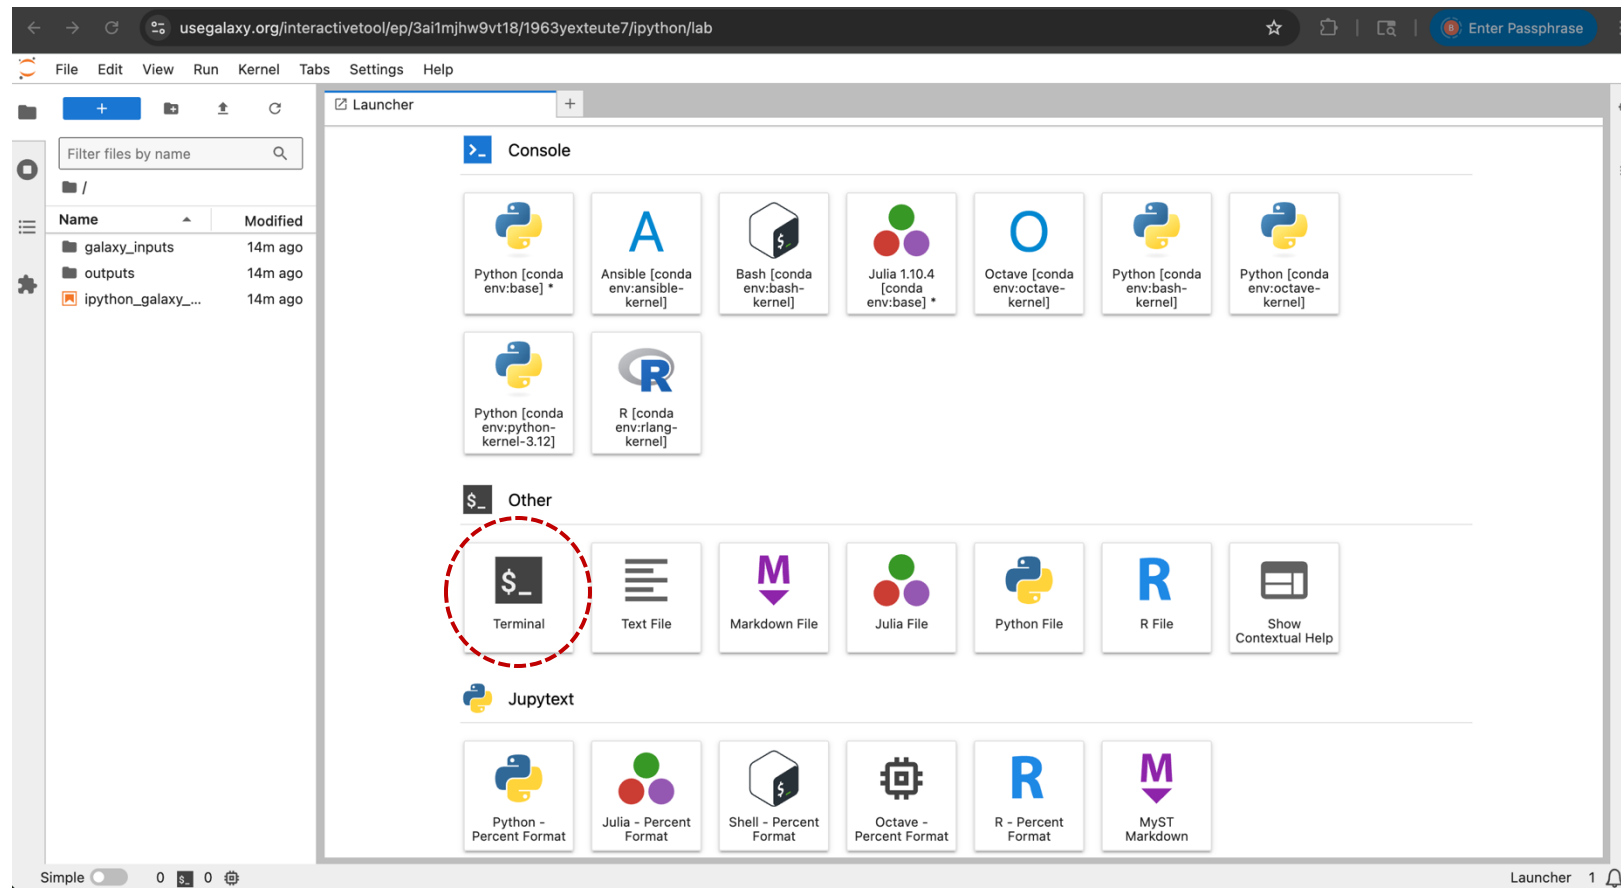 usegalaxy.org/interactivetool/ep/3ai1mjhw9vt18/1963yexteute7/ipython/lab
B
Enter Passphrase
File Edit View Run Kernel Tabs Settings Help
+
Launcher
+
Filter files by name
/
Name Modified
galaxy_inputs 14m ago
outputs 14m ago
ipython_galaxy_... 14m ago
>_ Console
Python [conda
env:base] *
A
Ansible [conda
env:ansible-
kernel]
$_
Bash [conda
env:bash-
kernel]
Julia 1.10.4
[conda
env:base] *
O
Octave [conda
env:octave-
kernel]
Python [conda
env:bash-
kernel]
Python [conda
env:octave-
kernel]
Python [conda
env:python-
kernel-3.12]
R
R [conda
env:rlang-
kernel]
$_ Other
$_
Terminal
Text File
M
Markdown File
Julia File
Python File
R
R File
Show
Contextual Help
Jupytext
Python -
Percent Format
Julia - Percent
Format
$_
Shell - Percent
Format
Octave -
Percent Format
R
R - Percent
Format
M
MyST
Markdown
Simple 0 $_ 0
Launcher 1